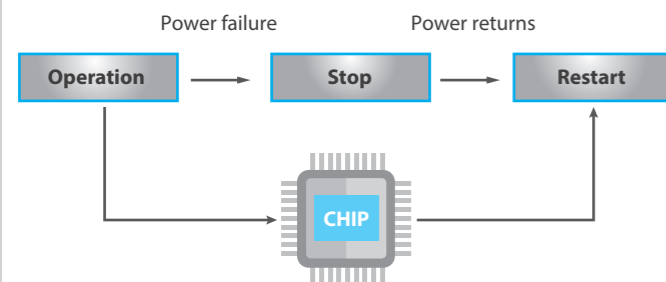 Power failure
Power returns
Operation
Stop
Restart
CHIP